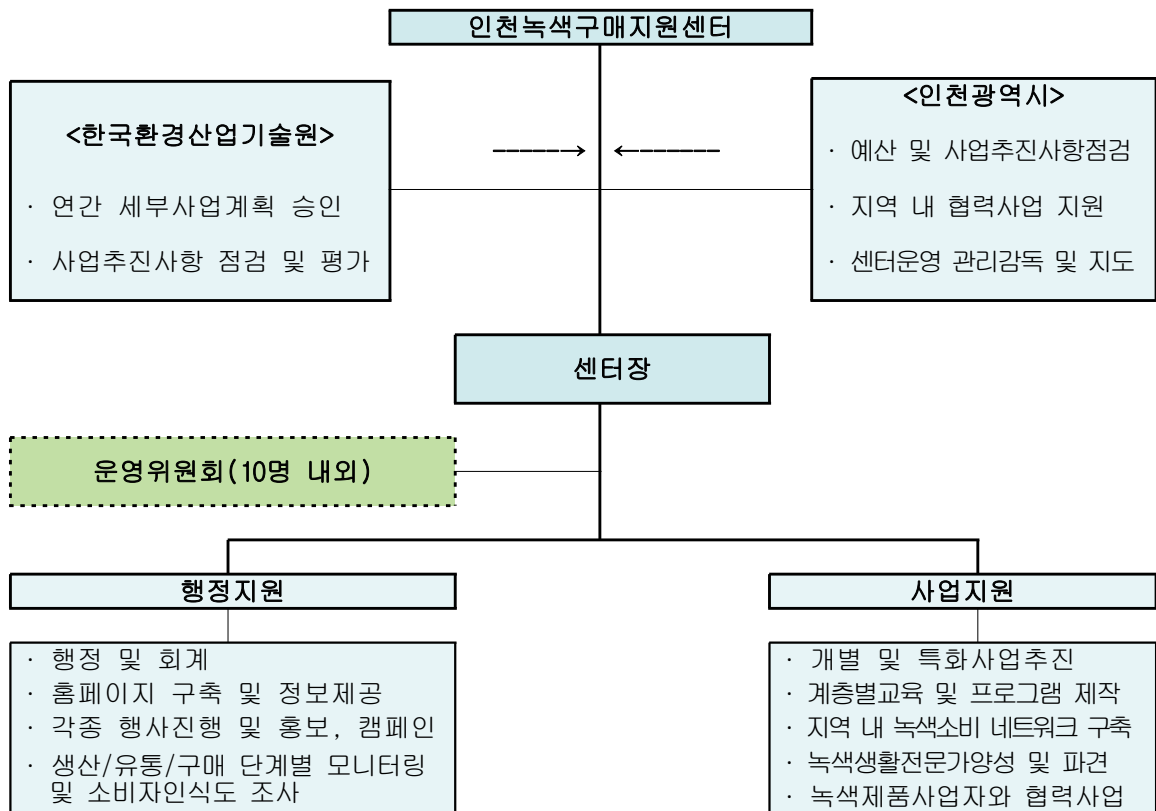 인천녹색구매지원센터
<한국환경산업기술원>
· 연간 세부사업계획 승인
· 사업추진사항 점검 및 평가
------→ ←------
<인천광역시>
· 예산 및 사업추진사항점검
· 지역 내 협력사업 지원
· 센터운영 관리감독 및 지도
센터장
운영위원회(10명 내외)
행정지원
· 행정 및 회계
· 홈페이지 구축 및 정보제공
· 각종 행사진행 및 홍보, 캠페인
· 생산/유통/구매 단계별 모니터링
및 소비자인식도 조사
사업지원
· 개별 및 특화사업추진
· 계층별교육 및 프로그램 제작
· 지역 내 녹색소비 네트워크 구축
· 녹색생활전문가양성 및 파견
· 녹색제품사업자와 협력사업